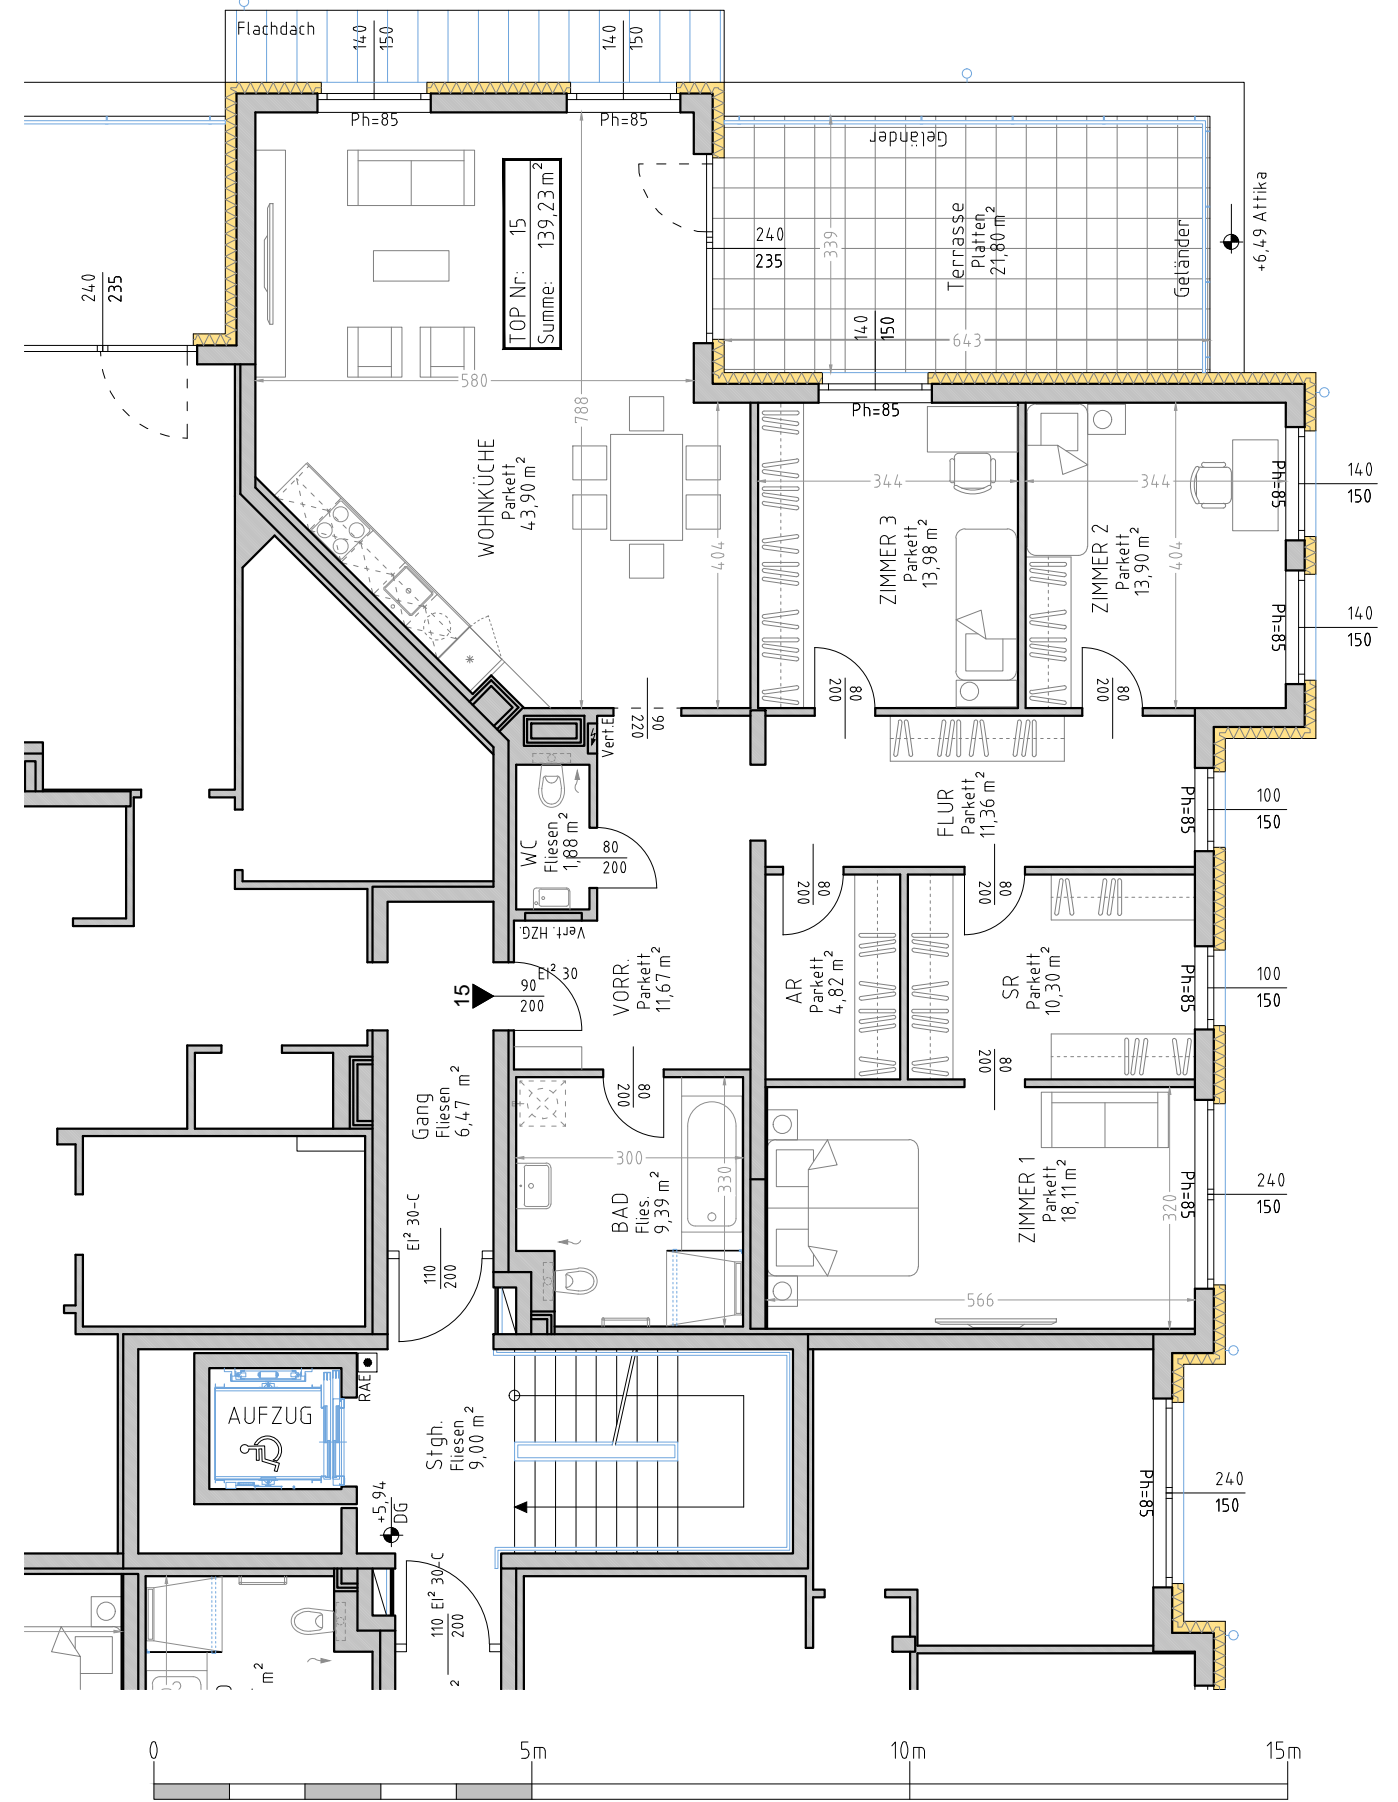 Flachdach
140
150
140
150
Ph=85
Ph=85
TOP Nr: 15
Summe: 139,23 m²
240
235
240
235
339
Geländer
Terrasse
Platten
21,80 m²
Geländer
+6,49 Attika
643
140
150
Ph=85
580
788
WOHNKÜCHE
Parkett
43,90 m²
404
344
ZIMMER 3
Parkett
13,98 m²
344
ZIMMER 2
Parkett
13,90 m²
404
Ph=85
140
150
Ph=85
140
150
80
200
80
200
90
220
Vert.E
WC
Fliesen
1,88 m²
80
200
Vert. HZG.
FLUR
Parkett
11,36 m²
Ph=85
100
150
80
200
80
200
15
EI² 30
90
200
VORR.
Parkett
11,67 m²
AR
Parkett
4,82 m²
SR
Parkett
10,30 m²
Ph=85
100
150
80
200
80
200
Gang
Fliesen
6,47 m²
300
330
BAD
Flies.
9,39 m²
ZIMMER 1
Parkett
18,11 m²
320
566
Ph=85
240
150
EI² 30-C
110
200
AUFZUG
RAE
Stgh.
Fliesen
9,00 m²
+5,94
DG
Ph=85
240
150
EI² 30-C
110
200
m²
0
5m
10m
15m